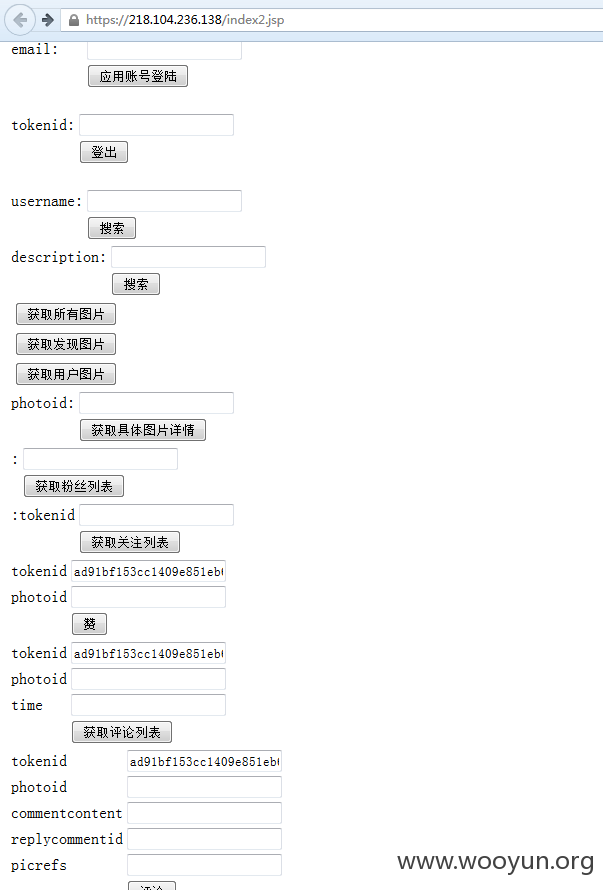 https://218.104.236.138/index2.jsp
email:
应用账号登陆
tokenid:
登出
username:
搜索
description:
搜索
获取所有图片
获取发现图片
获取用户图片
photoid:
获取具体图片详情
:
获取粉丝列表
:tokenid
获取关注列表
tokenid ad91bf153cc1409e851eb
photoid
赞
tokenid ad91bf153cc1409e851eb
photoid
time
获取评论列表
tokenid ad91bf153cc1409e851eb
photoid
commentcontent
replycommentid
picrefs
评论
www.wooyun.org